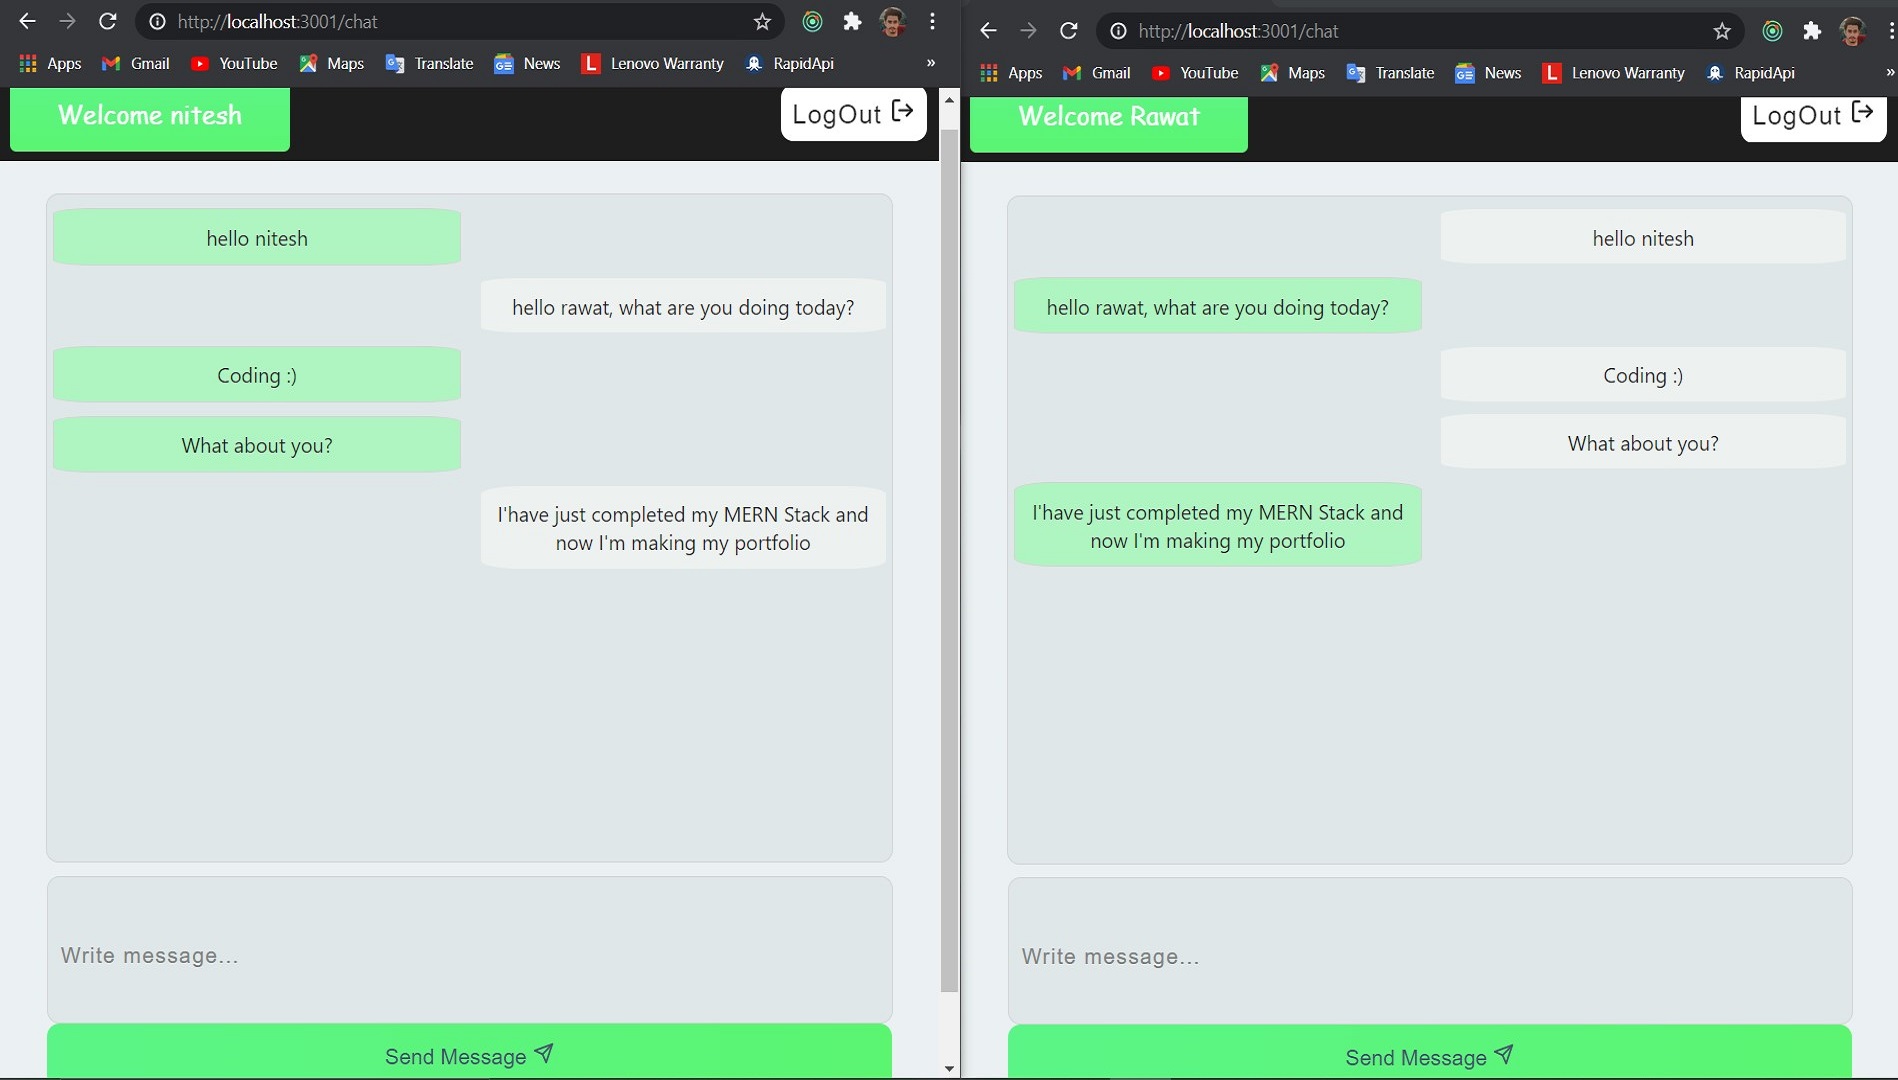 http://localhost:3001/chat
Apps Gmail YouTube Maps Translate News Lenovo Warranty RapidApi »
Welcome nitesh
LogOut
hello nitesh
hello rawat, what are you doing today?
Coding :)
What about you?
I'have just completed my MERN Stack and
now I'm making my portfolio
Write message...
Send Message
http://localhost:3001/chat
Apps Gmail YouTube Maps Translate News Lenovo Warranty RapidApi »
Welcome Rawat
LogOut
hello nitesh
hello rawat, what are you doing today?
Coding :)
What about you?
I'have just completed my MERN Stack and
now I'm making my portfolio
Write message...
Send Message